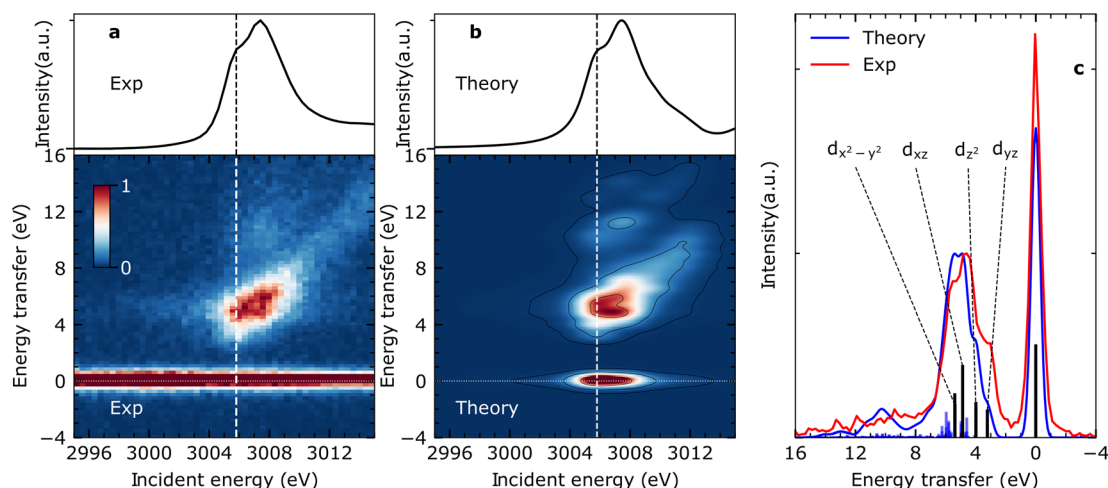 a
Exp
Intensity(a.u.)
b
Theory
Intensity(a.u.)
16
12
8
4
0
−4
Energy transfer (eV)
1
0
Exp
2996 3000 3004 3008 3012
Incident energy (eV)
16
12
8
4
0
−4
Energy transfer (eV)
Theory
2996 3000 3004 3008 3012
Incident energy (eV)
Theory
Exp
c
dx²−y² dxz dz² dyz
Intensity(a.u.)
16 12 8 4 0 −4
Energy transfer (eV)